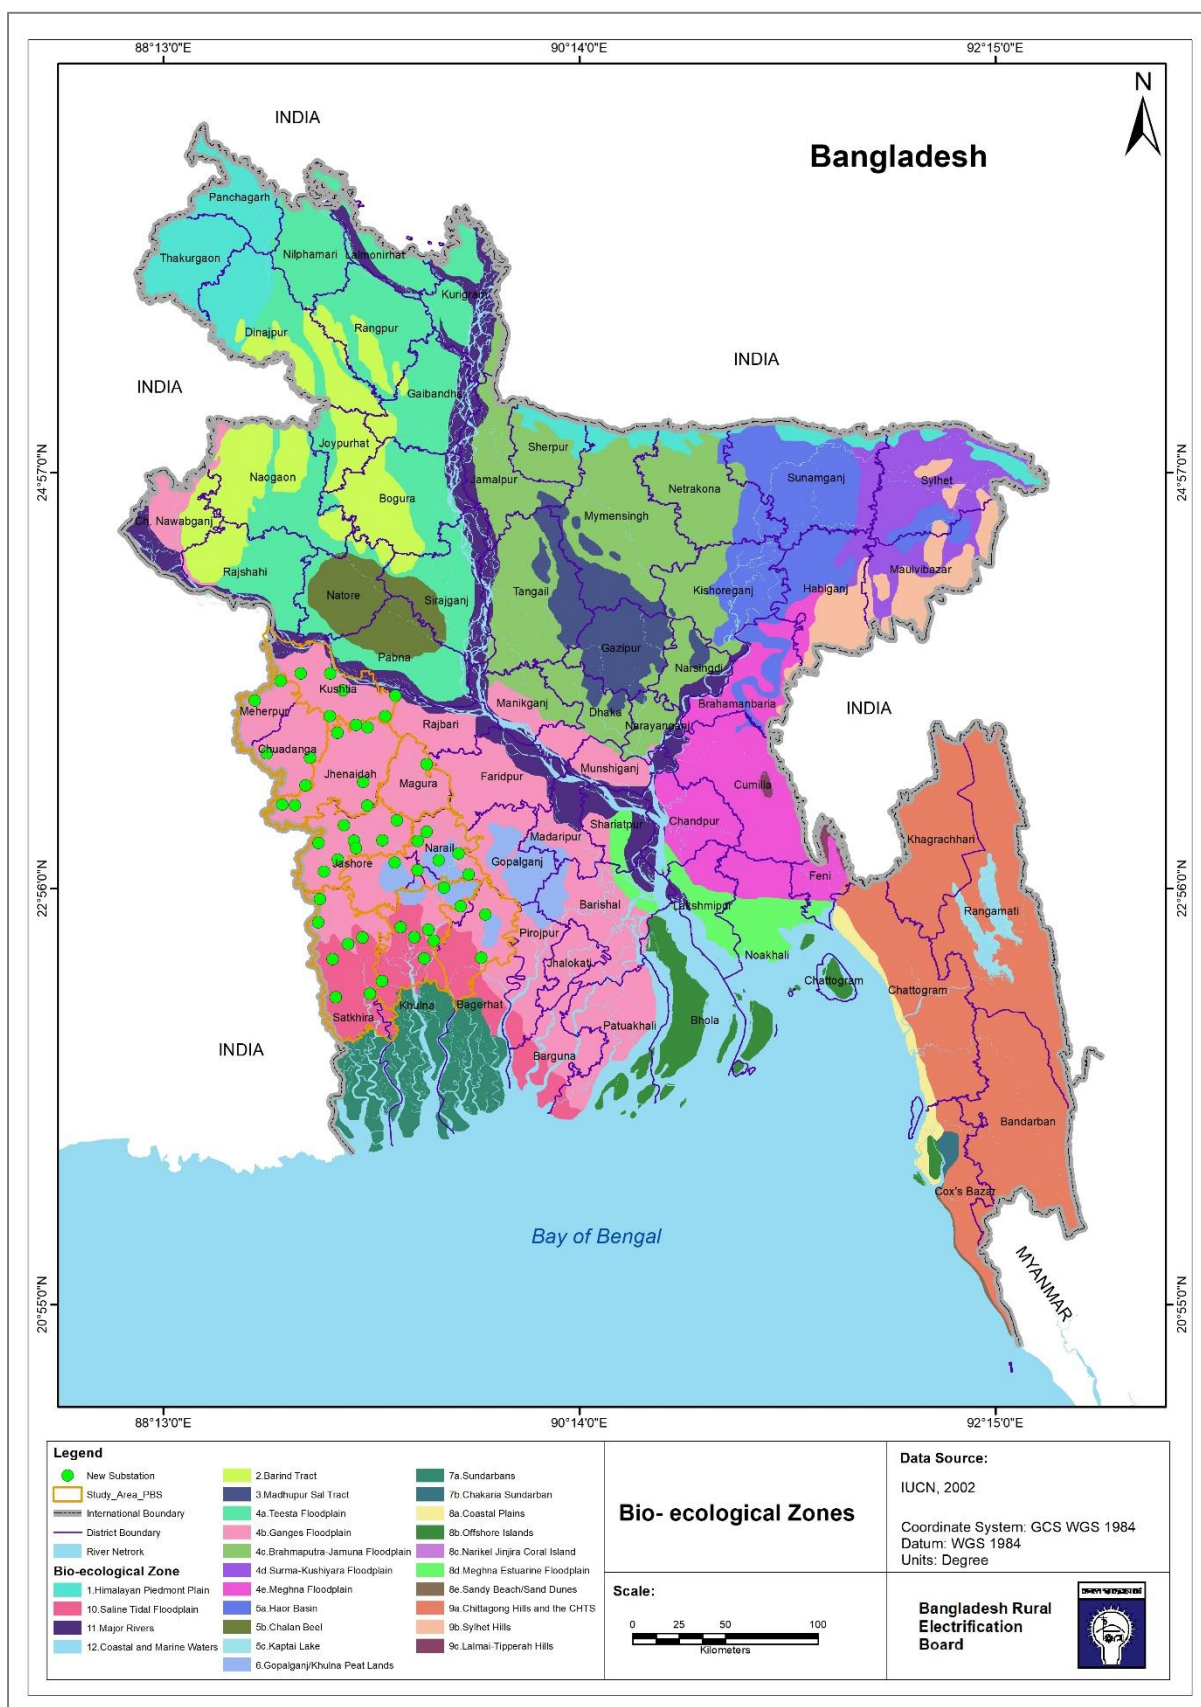 88°13'0"E
90°14'0"E
92°15'0"E
N
INDIA
Bangladesh
Panchagarh
Thakurgaon
Nilphamari
Lalmonirhat
Kurigram
Dinajpur
Rangpur
INDIA
INDIA
Gaibandha
Joypurhat
Sherpur
24°57'0"N
24°57'0"N
Naogaon
Jamalpur
Netrakona
Sunamganj
Sylhet
Bogura
Mymensingh
Ch. Nawabganj
Rajshahi
Natore
Sirajganj
Tangail
Kishoreganj
Habiganj
Maulvibazar
Pabna
Gazipur
Narsingdi
Kushtia
Meherpur
Rajbari
Manikganj
Dhaka
Narayanganj
Brahamanbaria
INDIA
Chuadanga
Jhenaidah
Magura
Faridpur
Munshiganj
Cumilla
Shariatpur
Chandpur
Madaripur
Khagrachhari
Jashore
Narail
Gopalganj
Feni
22°56'0"N
22°56'0"N
Barishal
Lakshmipur
Rangamati
Pirojpur
Noakhali
Jhalokati
Chattogram
Chattogram
Satkhira
Khulna
Bagerhat
Patuakhali
Bhola
INDIA
Barguna
Bandarban
Cox's Bazar
Bay of Bengal
MYANMAR
20°55'0"N
20°55'0"N
88°13'0"E
90°14'0"E
92°15'0"E
Legend
New Substation
Study_Area_PBS
International Boundary
District Boundary
River Netrork
Bio-ecological Zone
1.Himalayan Piedmont Plain
10.Saline Tidal Floodplain
11.Major Rivers
12.Coastal and Marine Waters
2.Barind Tract
3.Madhupur Sal Tract
4a.Teesta Floodplain
4b.Ganges Floodplain
4c.Brahmaputra-Jamuna Floodplain
4d.Surma-Kushiyara Floodplain
4e.Meghna Floodplain
5a.Haor Basin
5b.Chalan Beel
5c.Kaptai Lake
6.Gopalganj/Khulna Peat Lands
7a.Sundarbans
7b.Chakaria Sundarban
8a.Coastal Plains
8b.Offshore Islands
8c.Narikel Jinjira Coral Island
8d.Meghna Estuarine Floodplain
8e.Sandy Beach/Sand Dunes
9a.Chittagong Hills and the CHTS
9b.Sylhet Hills
9c.Lalmai-Tipperah Hills
Bio- ecological Zones
Scale:
0 25 50 100
Kilometers
Data Source:
IUCN, 2002
Coordinate System: GCS WGS 1984
Datum: WGS 1984
Units: Degree
Bangladesh Rural
Electrification
Board